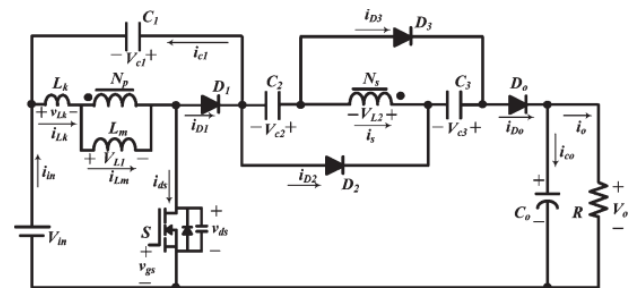 C1
- Vc1 +
ic1
iD3
D3
Lk
Np
D1
C2
Ns
C3
Do
+ vLk -
iLk
Lm
iD1
- Vc2 +
- VL2 +
is
- Vc3 +
iDo
io
+ VL1 -
iLm
iD2
D2
ico
iin
ids
Vin
S
+
vds
-
+
vgs
-
+
Co
-
R
+
Vo
-